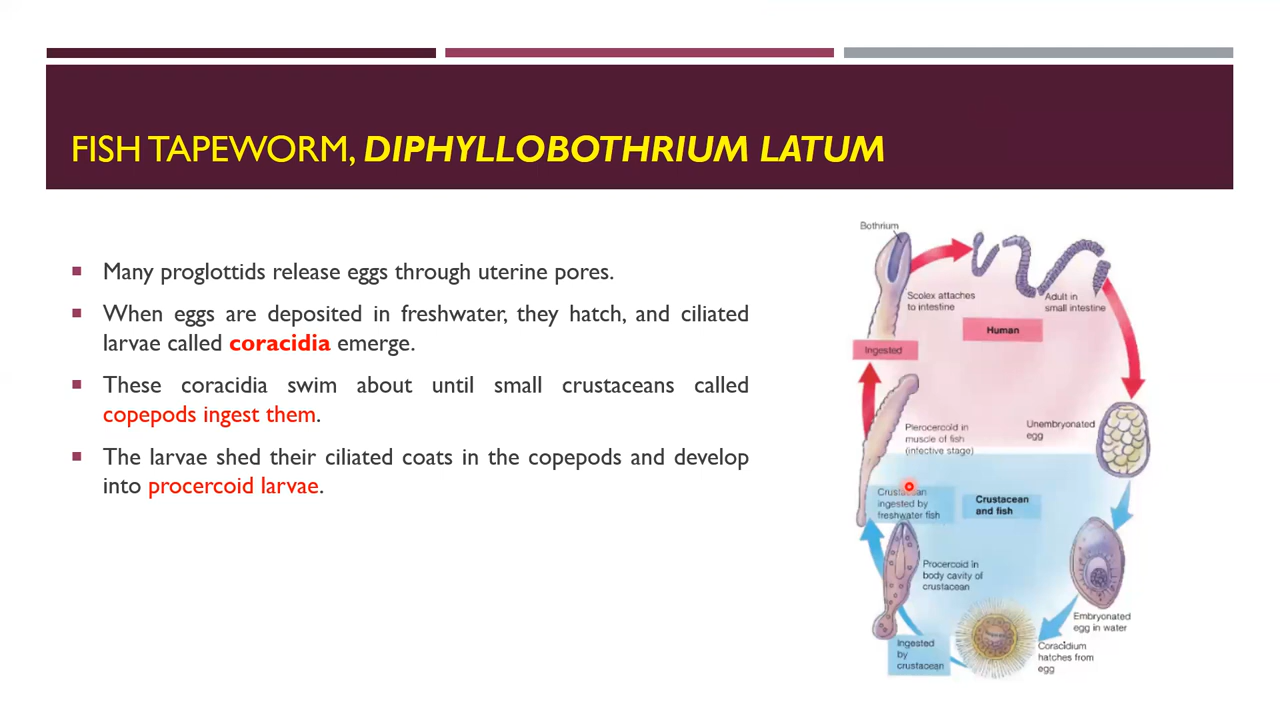 FISH TAPEWORM, DIPHYLLOBOTHRIUM LATUM
Many proglottids release eggs through uterine pores.
When eggs are deposited in freshwater, they hatch, and ciliated
larvae called coracidia emerge.
These coracidia swim about until small crustaceans called
copepods ingest them.
The larvae shed their ciliated coats in the copepods and develop
into procercoid larvae.
Bothrium
Scolex attaches
to intestine
Adult in
small intestine
Human
Ingested
Plerocercoid in
muscle of fish
(infective stage)
Unembryonated
egg
Crustacean
ingested by
freshwater fish
Crustacean
and fish
Procercoid in
body cavity of
crustacean
Embryonated
egg in water
Ingested
by
crustacean
Coracidium
hatches from
egg